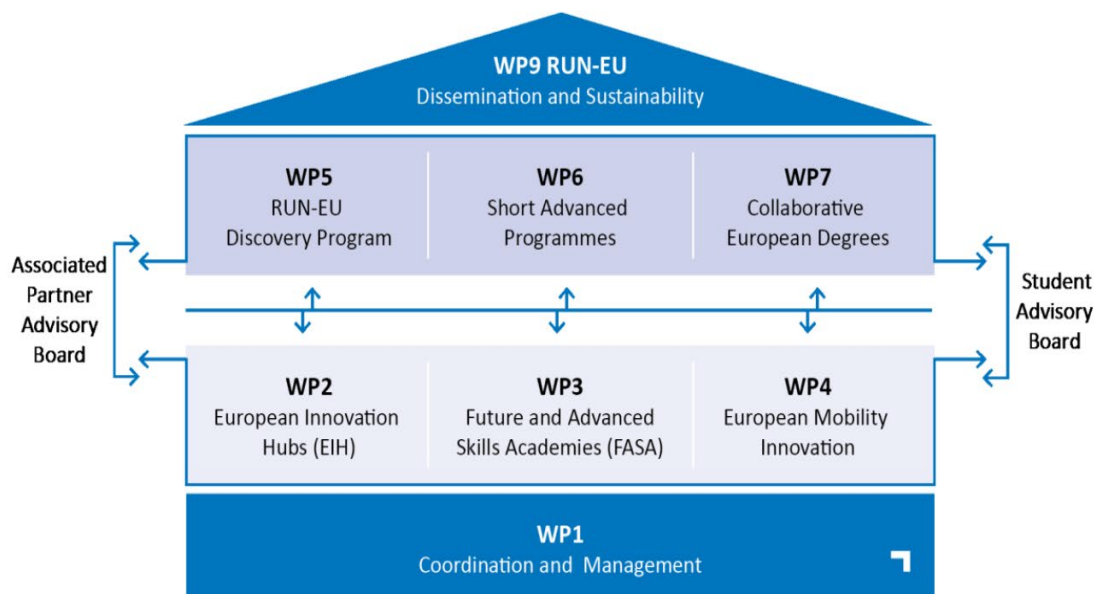 WP9 RUN-EU
Dissemination and Sustainability
WP5
RUN-EU
Discovery Program
WP6
Short Advanced
Programmes
WP7
Collaborative
European Degrees
Associated
Partner
Advisory
Board
Student
Advisory
Board
WP2
European Innovation
Hubs (EIH)
WP3
Future and Advanced
Skills Academies (FASA)
WP4
European Mobility
Innovation
WP1
Coordination and Management